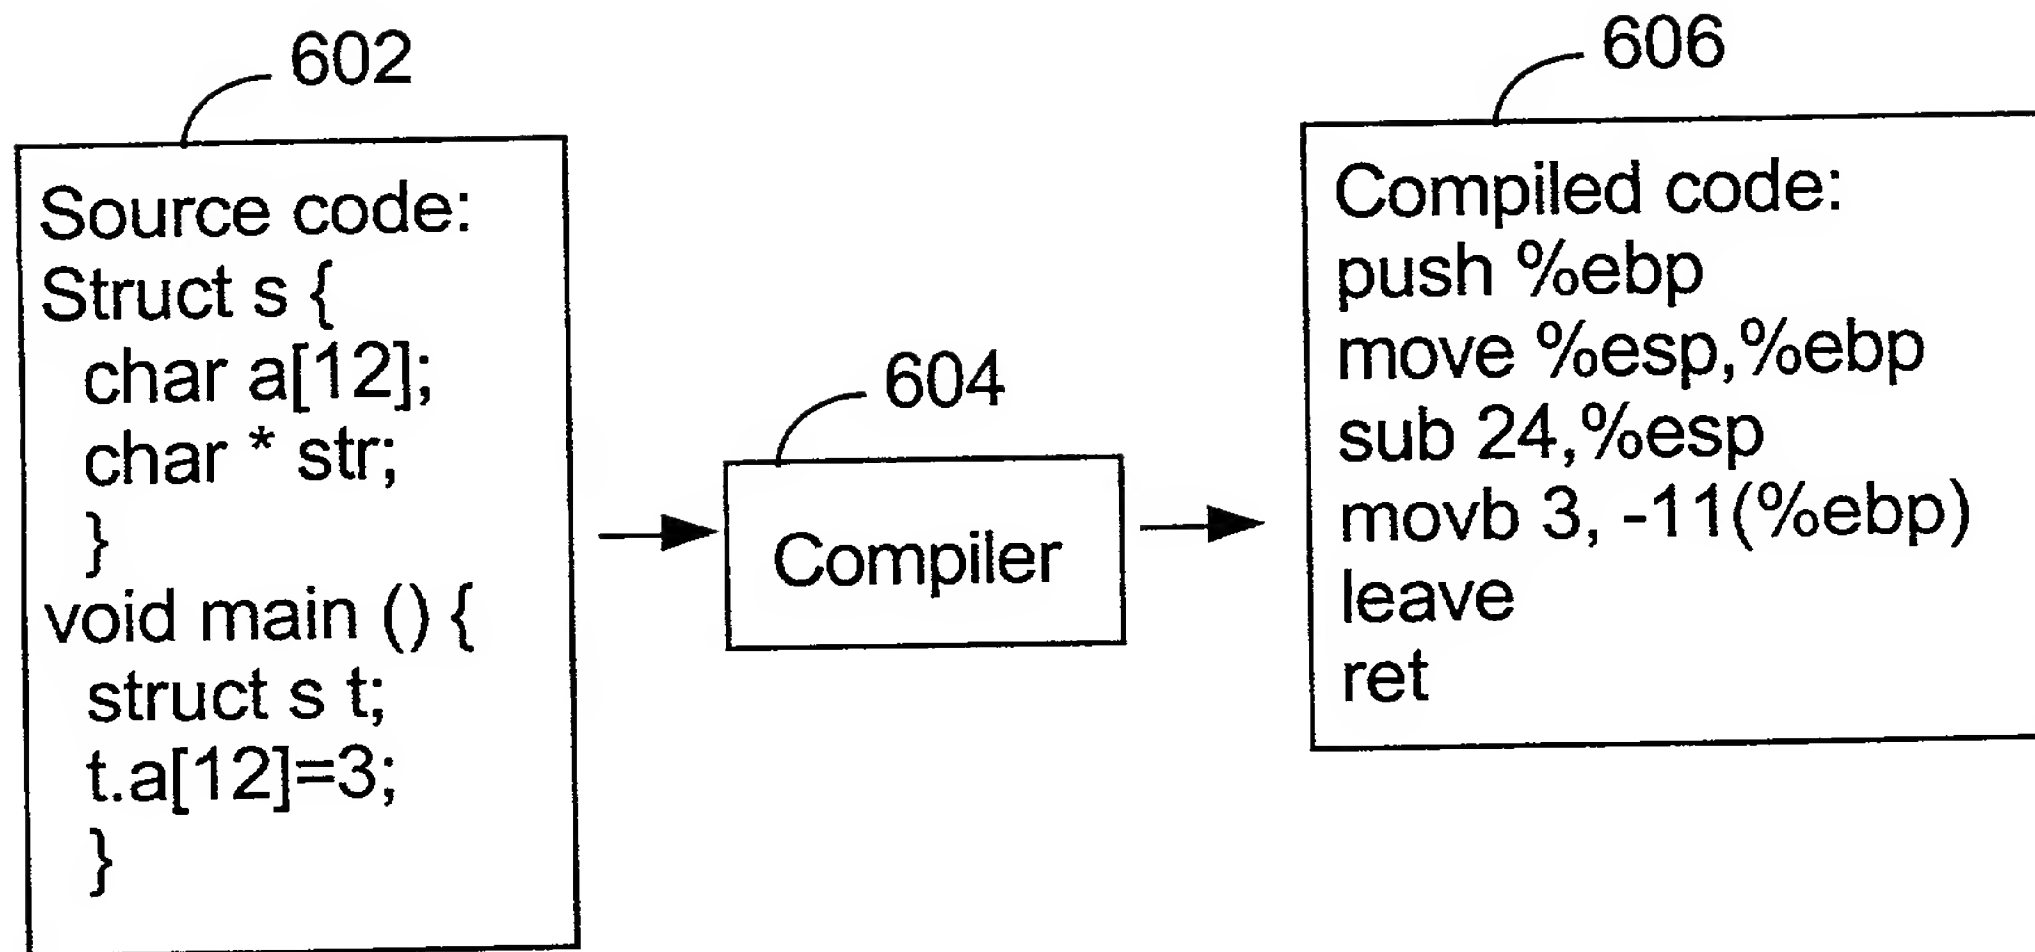 602
Source code:
Struct s {
char a[12];
char * str;
}
void main () {
struct s t;
t.a[12]=3;
}
604
Compiler
606
Compiled code:
push %ebp
move %esp,%ebp
sub 24,%esp
movb 3, -11(%ebp)
leave
ret